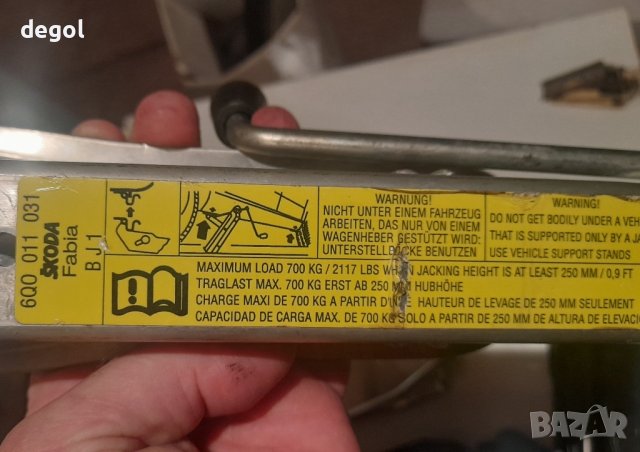 degol
6Q0 011 031
ŠKODA
Fabia
B J 1
WARNUNG!
NICHT UNTER EINEM FAHRZEUG
ARBEITEN, DAS NUR VON EINEM
WAGENHEBER GESTÜTZT WIRD:
UNTERSTELLBÖCKE BENUTZEN
WARNING!
DO NOT GET BODILY UNDER A VEH
THAT IS SUPPORTED ONLY BY A JA
USE VEHICLE SUPPORT STANDS
MAXIMUM LOAD 700 KG / 2117 LBS WHEN JACKING HEIGHT IS AT LEAST 250 MM / 0,9 FT
TRAGLAST MAX. 700 KG ERST AB 250 MM HUBHÖHE
CHARGE MAXI DE 700 KG A PARTIR D'UNE HAUTEUR DE LEVAGE DE 250 MM SEULEMENT
CAPACIDAD DE CARGA MAX. DE 700 KG SOLO A PARTIR DE 250 MM DE ALTURA DE ELEVACIO
BAZAR
.bg